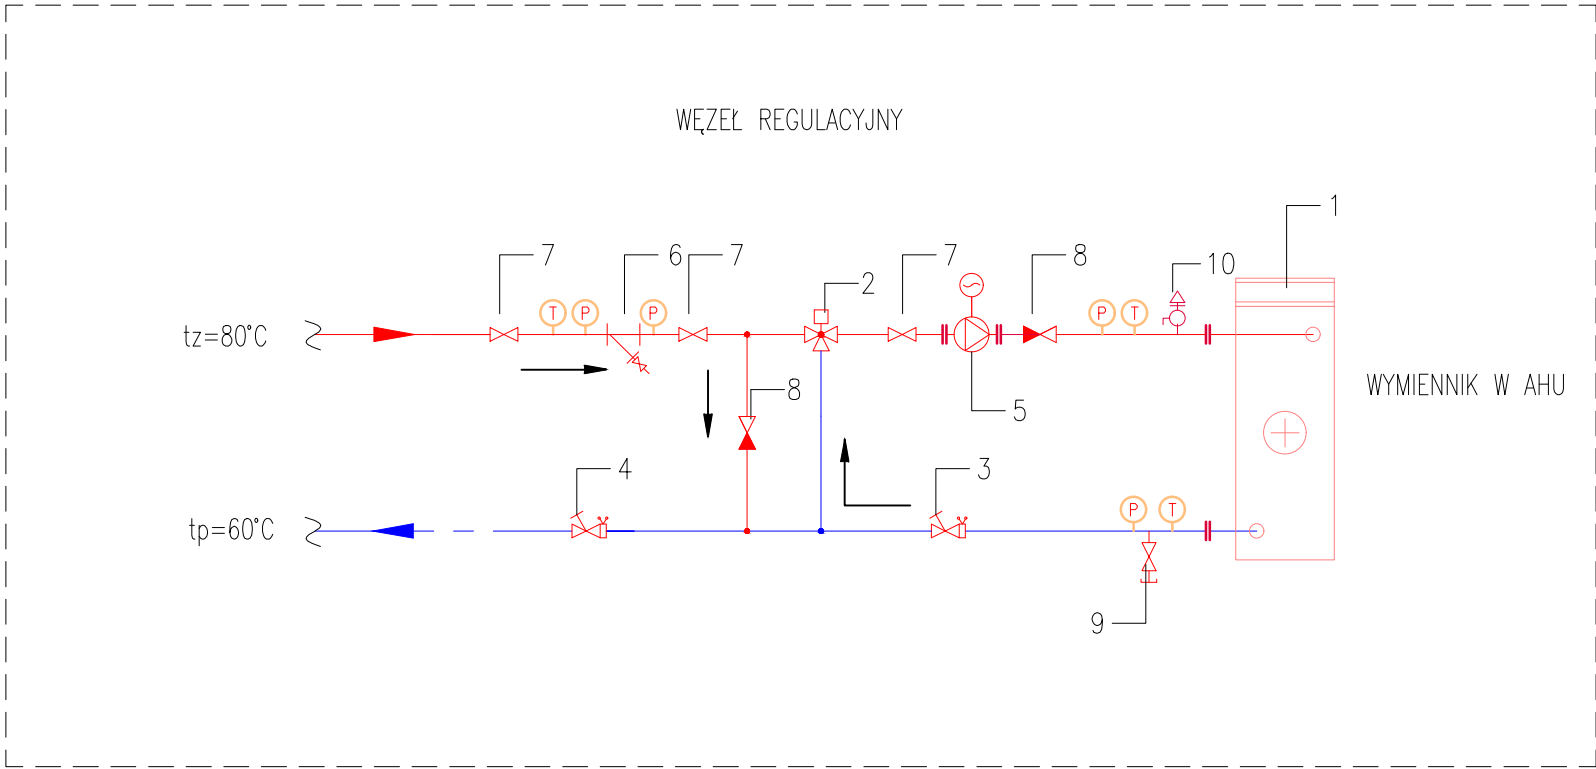 WĘZEŁ REGULACYJNY
1
7
6
7
2
7
8
10
T
P
P
P
T
tz=80°C
8
5
WYMIENNIK W AHU
4
3
P
T
tp=60°C
9